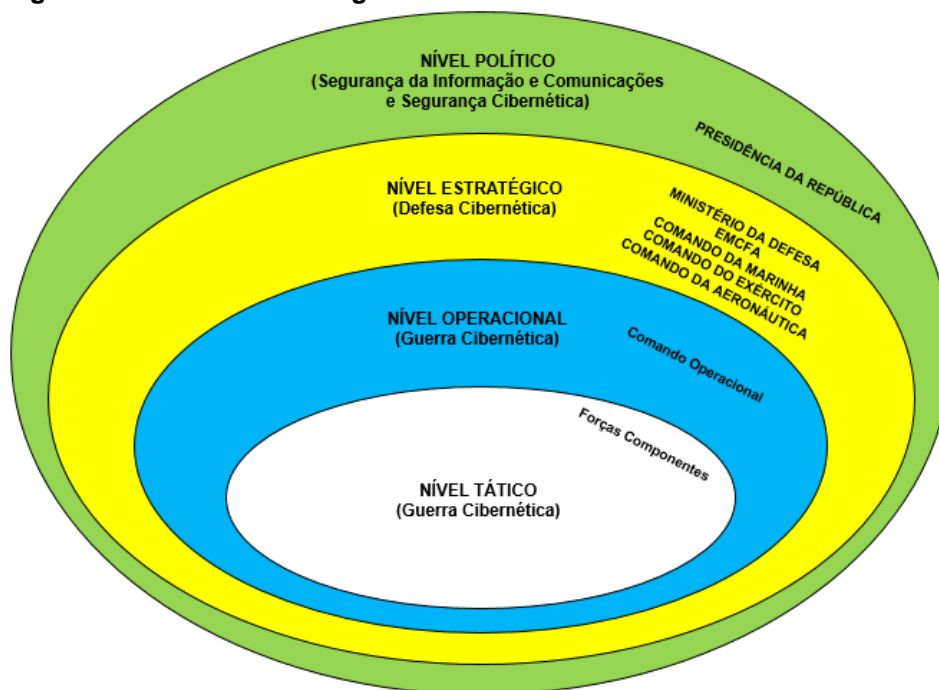 NÍVEL POLÍTICO
(Segurança da Informação e Comunicações
e Segurança Cibernética)
PRESIDÊNCIA DA REPÚBLICA
NÍVEL ESTRATÉGICO
(Defesa Cibernética)
MINISTÉRIO DA DEFESA
EMCFA
COMANDO DA MARINHA
COMANDO DO EXÉRCITO
COMANDO DA AERONÁUTICA
NÍVEL OPERACIONAL
(Guerra Cibernética)
Comando Operacional
Forças Componentes
NÍVEL TÁTICO
(Guerra Cibernética)